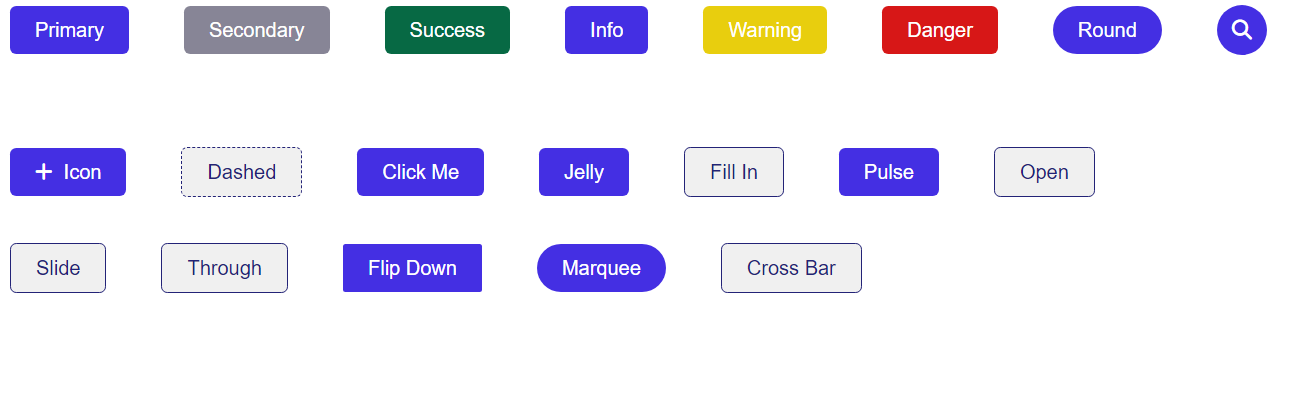 Primary Secondary Success Info Warning Danger Round
Icon Dashed Click Me Jelly Fill In Pulse Open
Slide Through Flip Down Marquee Cross Bar